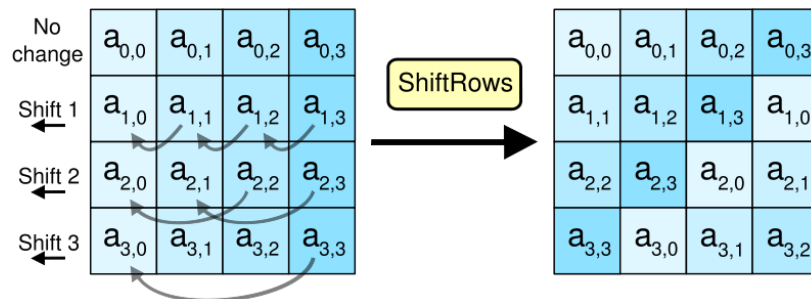 No
change
a0,0 a0,1 a0,2 a0,3
Shift 1
a1,0 a1,1 a1,2 a1,3
Shift 2
a2,0 a2,1 a2,2 a2,3
Shift 3
a3,0 a3,1 a3,2 a3,3
ShiftRows
a0,0 a0,1 a0,2 a0,3
a1,1 a1,2 a1,3 a1,0
a2,2 a2,3 a2,0 a2,1
a3,3 a3,0 a3,1 a3,2